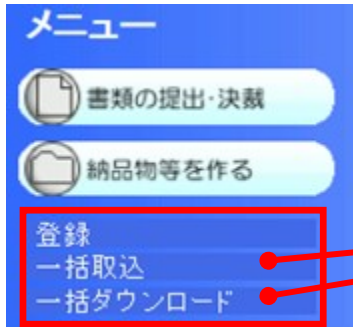 メニュー
書類の提出・決裁
納品物等を作る
登録
一括取込
一括ダウンロード